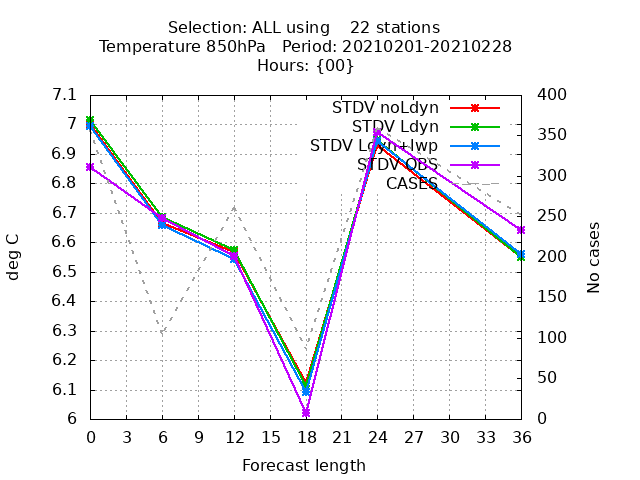 Selection: ALL using    22 stations
Temperature 850hPa   Period: 20210201-20210228
Hours: {00}
7.1
7
6.9
6.8
6.7
6.6
6.5
6.4
6.3
6.2
6.1
6
deg C
STDV noLdyn
STDV Ldyn
STDV Ldyn+lwp
STDV OBS
CASES
400
350
300
250
200
150
100
50
0
No cases
0 3 6 9 12 15 18 21 24 27 30 33 36
Forecast length